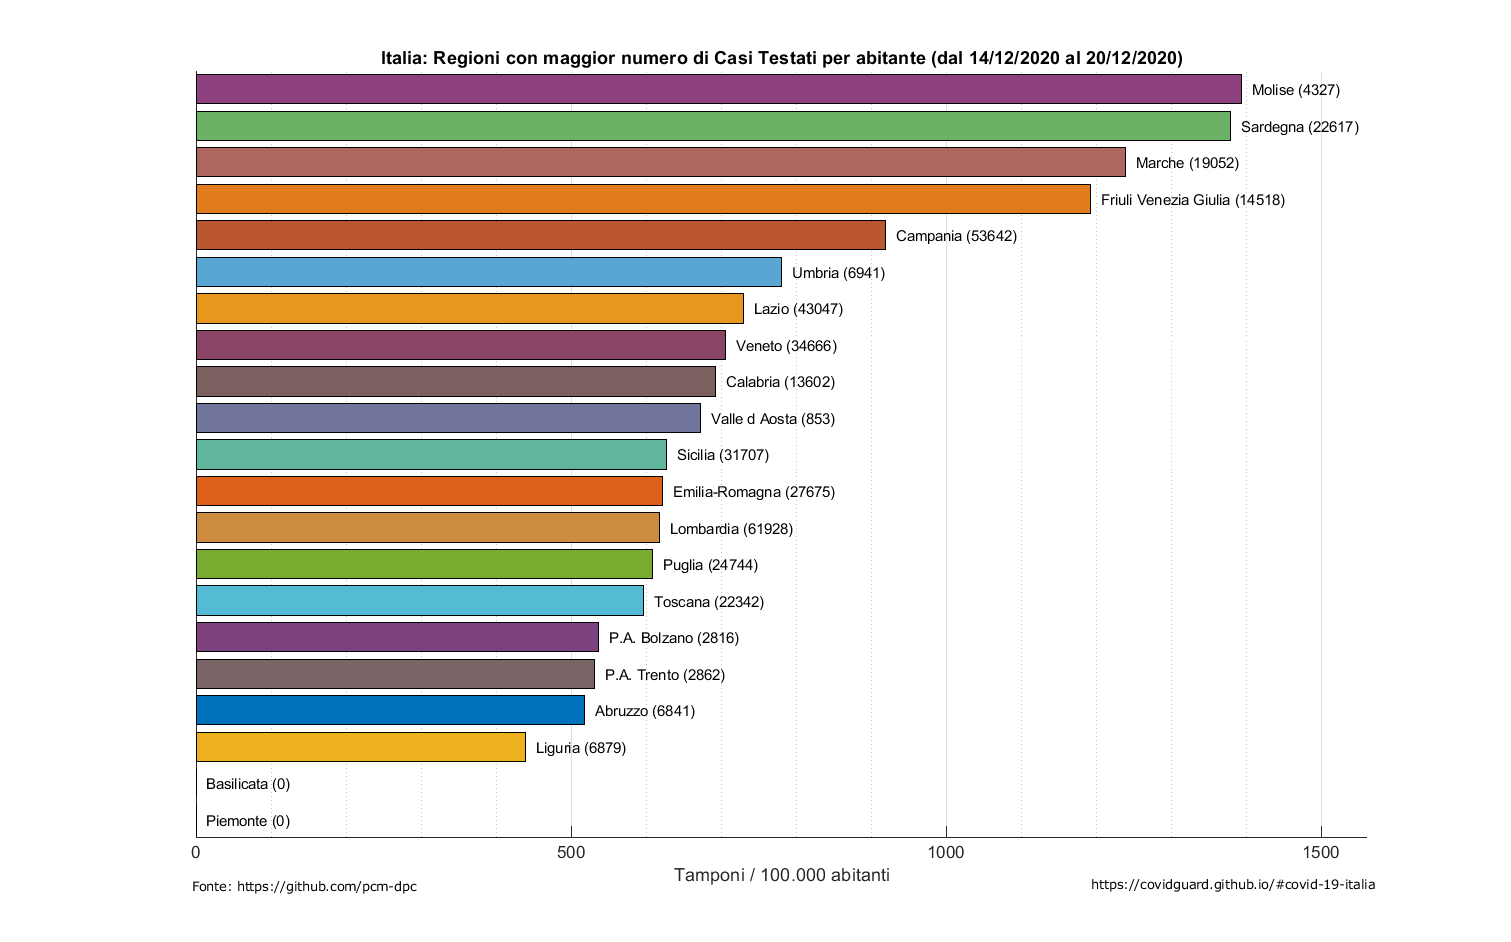 Italia: Regioni con maggior numero di Casi Testati per abitante (dal 14/12/2020 al 20/12/2020)
Molise (4327)
Sardegna (22617)
Marche (19052)
Friuli Venezia Giulia (14518)
Campania (53642)
Umbria (6941)
Lazio (43047)
Veneto (34666)
Calabria (13602)
Valle d Aosta (853)
Sicilia (31707)
Emilia-Romagna (27675)
Lombardia (61928)
Puglia (24744)
Toscana (22342)
P.A. Bolzano (2816)
P.A. Trento (2862)
Abruzzo (6841)
Liguria (6879)
Basilicata (0)
Piemonte (0)
0 500 1000 1500
Tamponi / 100.000 abitanti
Fonte: https://github.com/pcm-dpc
https://covidguard.github.io/#covid-19-italia